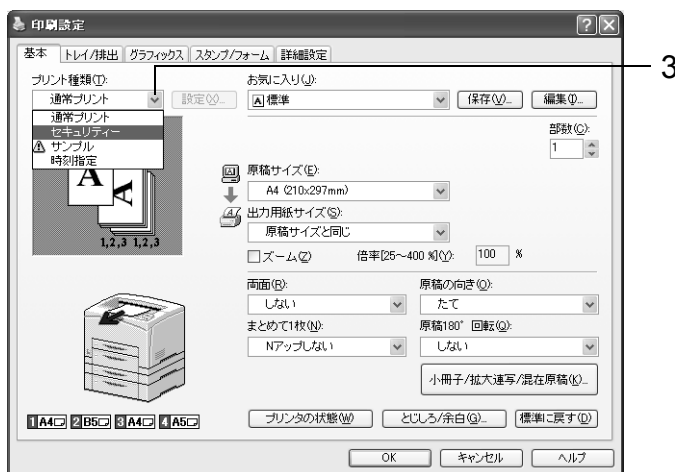 印刷設定
基本 トレイ/排出 グラフィックス スタンプ/フォーム 詳細設定
プリント種類(T):
通常プリント 設定(X)...
通常プリント
セキュリティー
サンプル
時刻指定
3
お気に入り(J):
A 標準 保存(V)... 編集(I)...
部数(C):
1
A A
1,2,3 1,2,3
原稿サイズ(E):
A4 (210x297mm)
出力用紙サイズ(S):
原稿サイズと同じ
ズーム(Z) 倍率[25～400 %](Y): 100 %
両面(R): 原稿の向き(O):
しない たて
まとめて1枚(N): 原稿180° 回転(Q):
Nアップしない しない
小冊子/拡大連写/混在原稿(K)...
1 A4 2 B5 3 A4 4 A5
プリンタの状態(W) とじしろ/余白(G)... 標準に戻す(D)
OK キャンセル ヘルプ